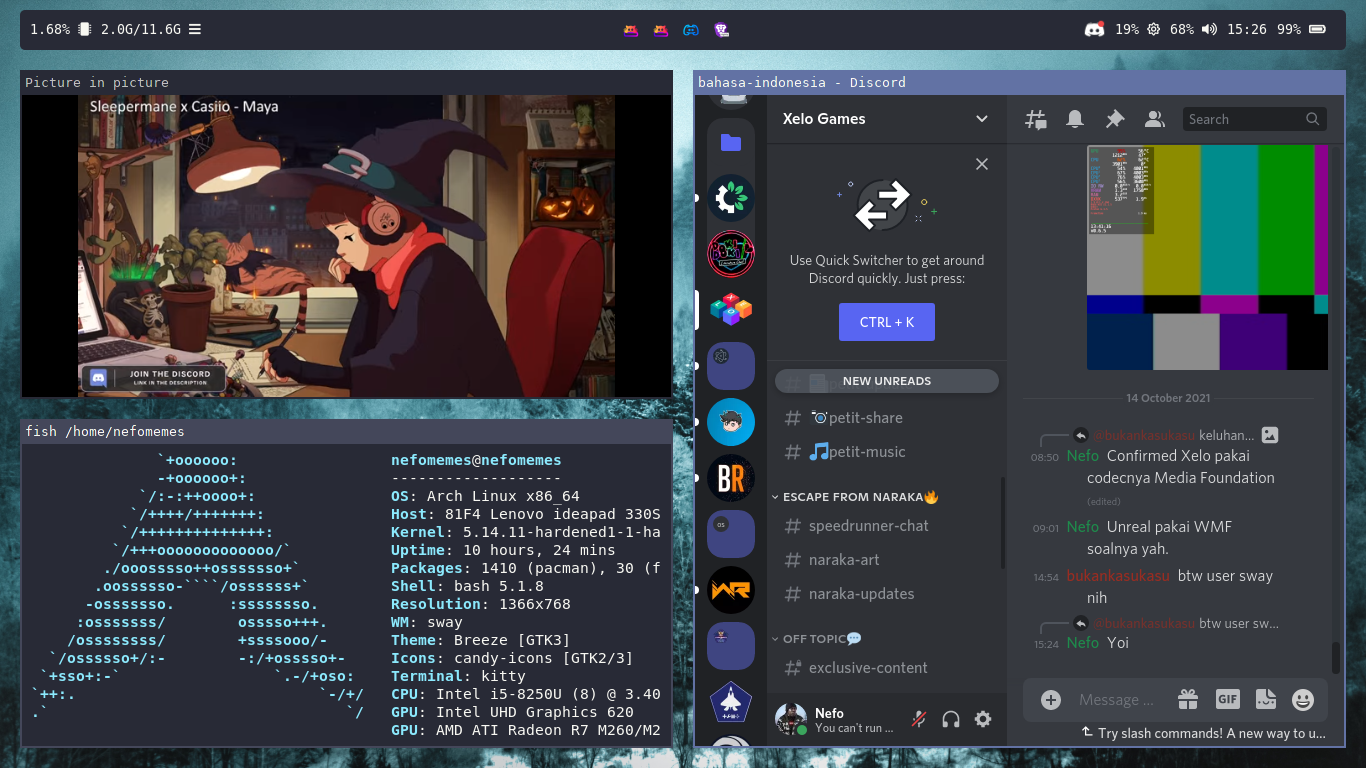 1.68% 2.0G/11.6G
19% 68% 15:26 99%
Picture in picture
Sleepermane x Casiio - Maya
JOIN THE DISCORD
LINK IN THE DESCRIPTION
fish /home/nefomemes
nefomemes@nefomemes
-------------------
OS: Arch Linux x86_64
Host: 81F4 Lenovo ideapad 330S
Kernel: 5.14.11-hardened1-1-ha
Uptime: 10 hours, 24 mins
Packages: 1410 (pacman), 30 (f
Shell: bash 5.1.8
Resolution: 1366x768
WM: sway
Theme: Breeze [GTK3]
Icons: candy-icons [GTK2/3]
Terminal: kitty
CPU: Intel i5-8250U (8) @ 3.40
GPU: Intel UHD Graphics 620
GPU: AMD ATI Radeon R7 M260/M2
bahasa-indonesia - Discord
BR
WR
os
Xelo Games
Use Quick Switcher to get around
Discord quickly. Just press:
CTRL + K
NEW UNREADS
petit-share
petit-music
ESCAPE FROM NARAKA🔥
speedrunner-chat
naraka-art
naraka-updates
OFF TOPIC💬
exclusive-content
Nefo
You can't run ...
Search
14 October 2021
@bukankasukasu keluhan...
08:50 Nefo Confirmed Xelo pakai
codecnya Media Foundation
(edited)
09:01 Nefo Unreal pakai WMF
soalnya yah.
14:54 bukankasukasu btw user sway
nih
@bukankasukasu btw user sw...
15:24 Nefo Yoi
Message ...
GIF
Try slash commands! A new way to u...